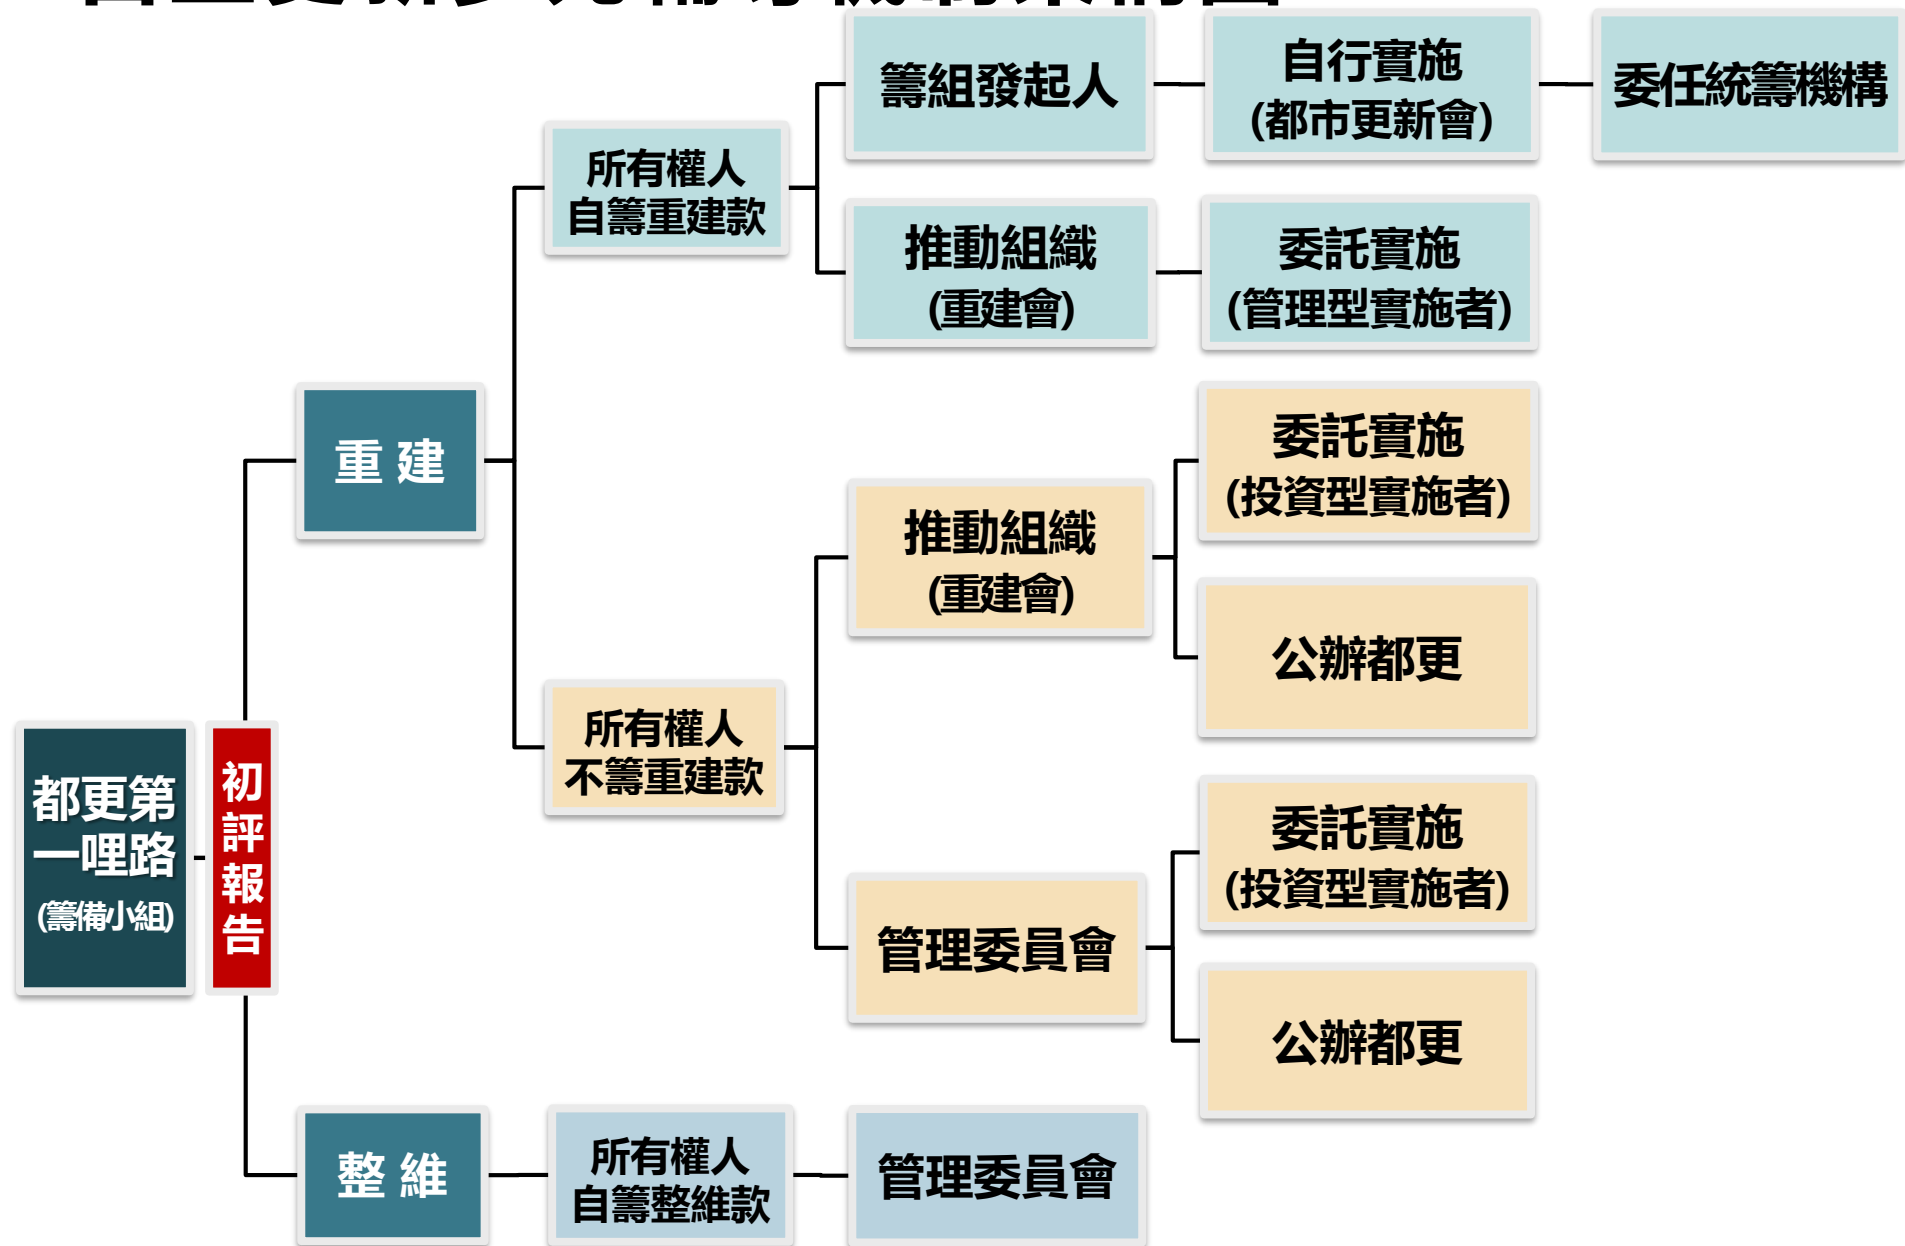 籌組發起人
自行實施
(都市更新會)
委任統籌機構
所有權人
自籌重建款
推動組織
(重建會)
委託實施
(管理型實施者)
重建
委託實施
(投資型實施者)
推動組織
(重建會)
公辦都更
所有權人
不籌重建款
都更第
一哩路
(籌備小組)
初
評
報
告
委託實施
(投資型實施者)
管理委員會
公辦都更
整維
所有權人
自籌整維款
管理委員會